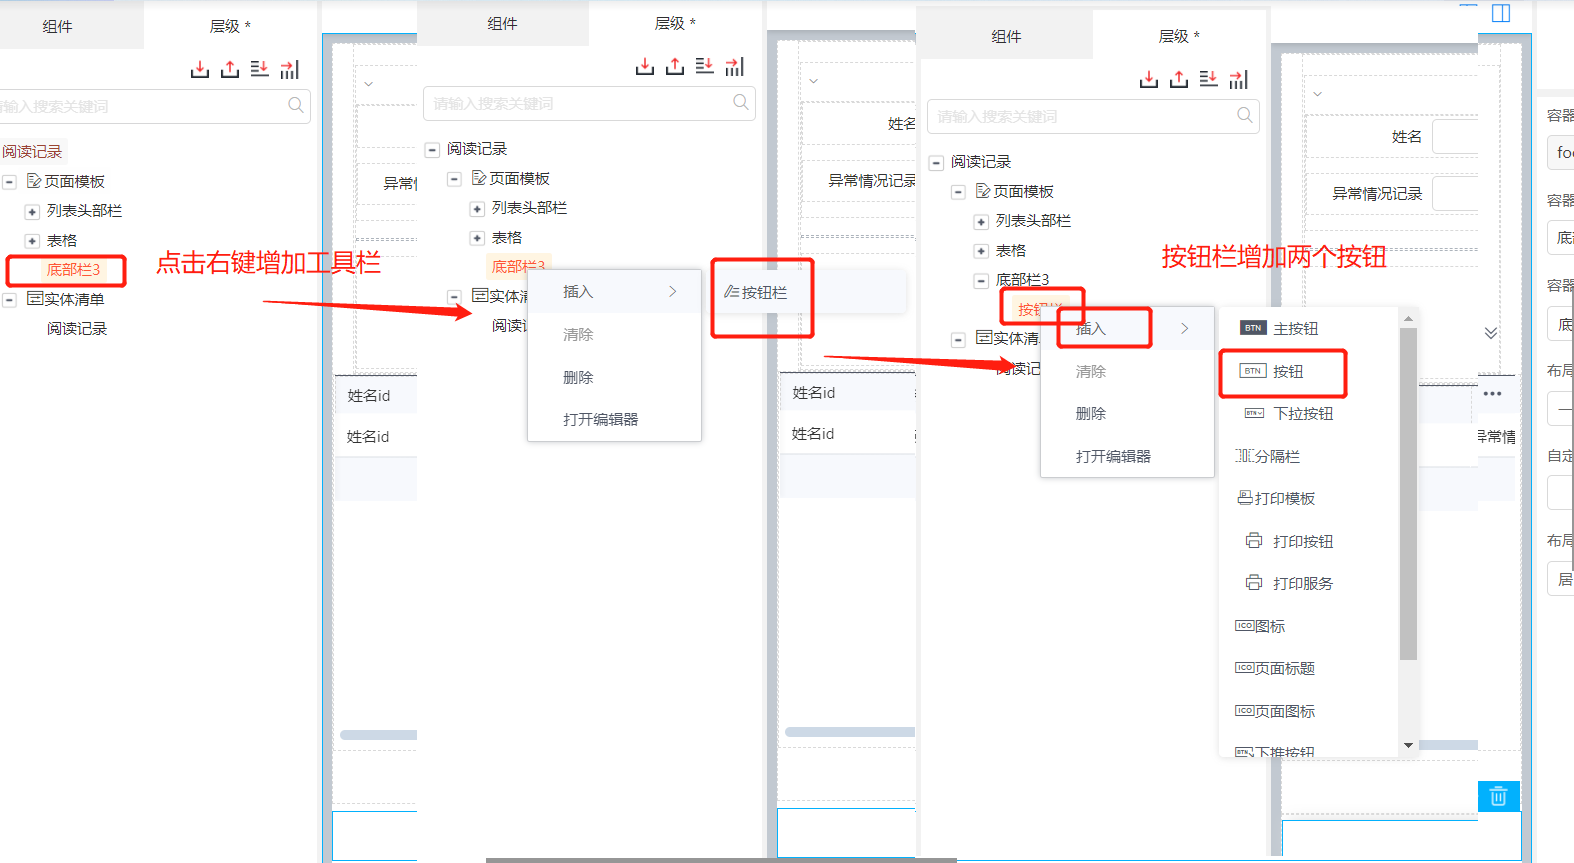 组件
层级 *
请输入搜索关键词
阅读记录
页面模板
列表头部栏
表格
底部栏3
实体清单
阅读记录
点击右键增加工具栏
异常情
姓名id
姓名id
组件
层级 *
请输入搜索关键词
阅读记录
页面模板
列表头部栏
表格
底部栏3
实体清
阅读记
插入
清除
删除
打开编辑器
按钮栏
姓名
异常情况记录
姓名id
姓名id
组件
层级 *
请输入搜索关键词
阅读记录
页面模板
列表头部栏
表格
底部栏3
按钮栏
实体清
阅读记
插入
清除
删除
打开编辑器
按钮栏增加两个按钮
BTN 主按钮
BTN 按钮
BTN 下拉按钮
分隔栏
打印模板
打印按钮
打印服务
ICO 图标
ICO 页面标题
ICO 页面图标
BTN 下推按钮
姓名
异常情况记录
•••
异常情
容器
foo
容器
底
容器
底
布局
一
自定
布局
居